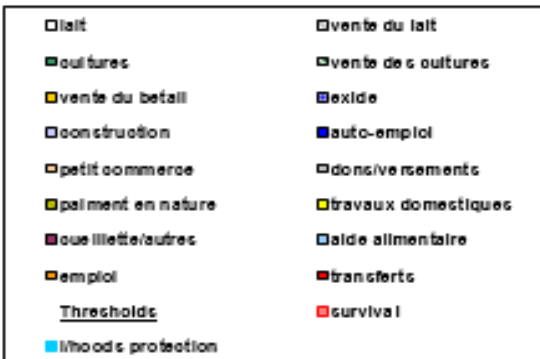 lait
vente du lait
cultures
vente des cultures
vente du betail
exide
construction
auto-emploi
petit commerce
dons/versements
paiment en nature
travaux domestiques
cueillette/autres
aide alimentaire
emploi
transferts
Thresholds
survival
l/hoods protection